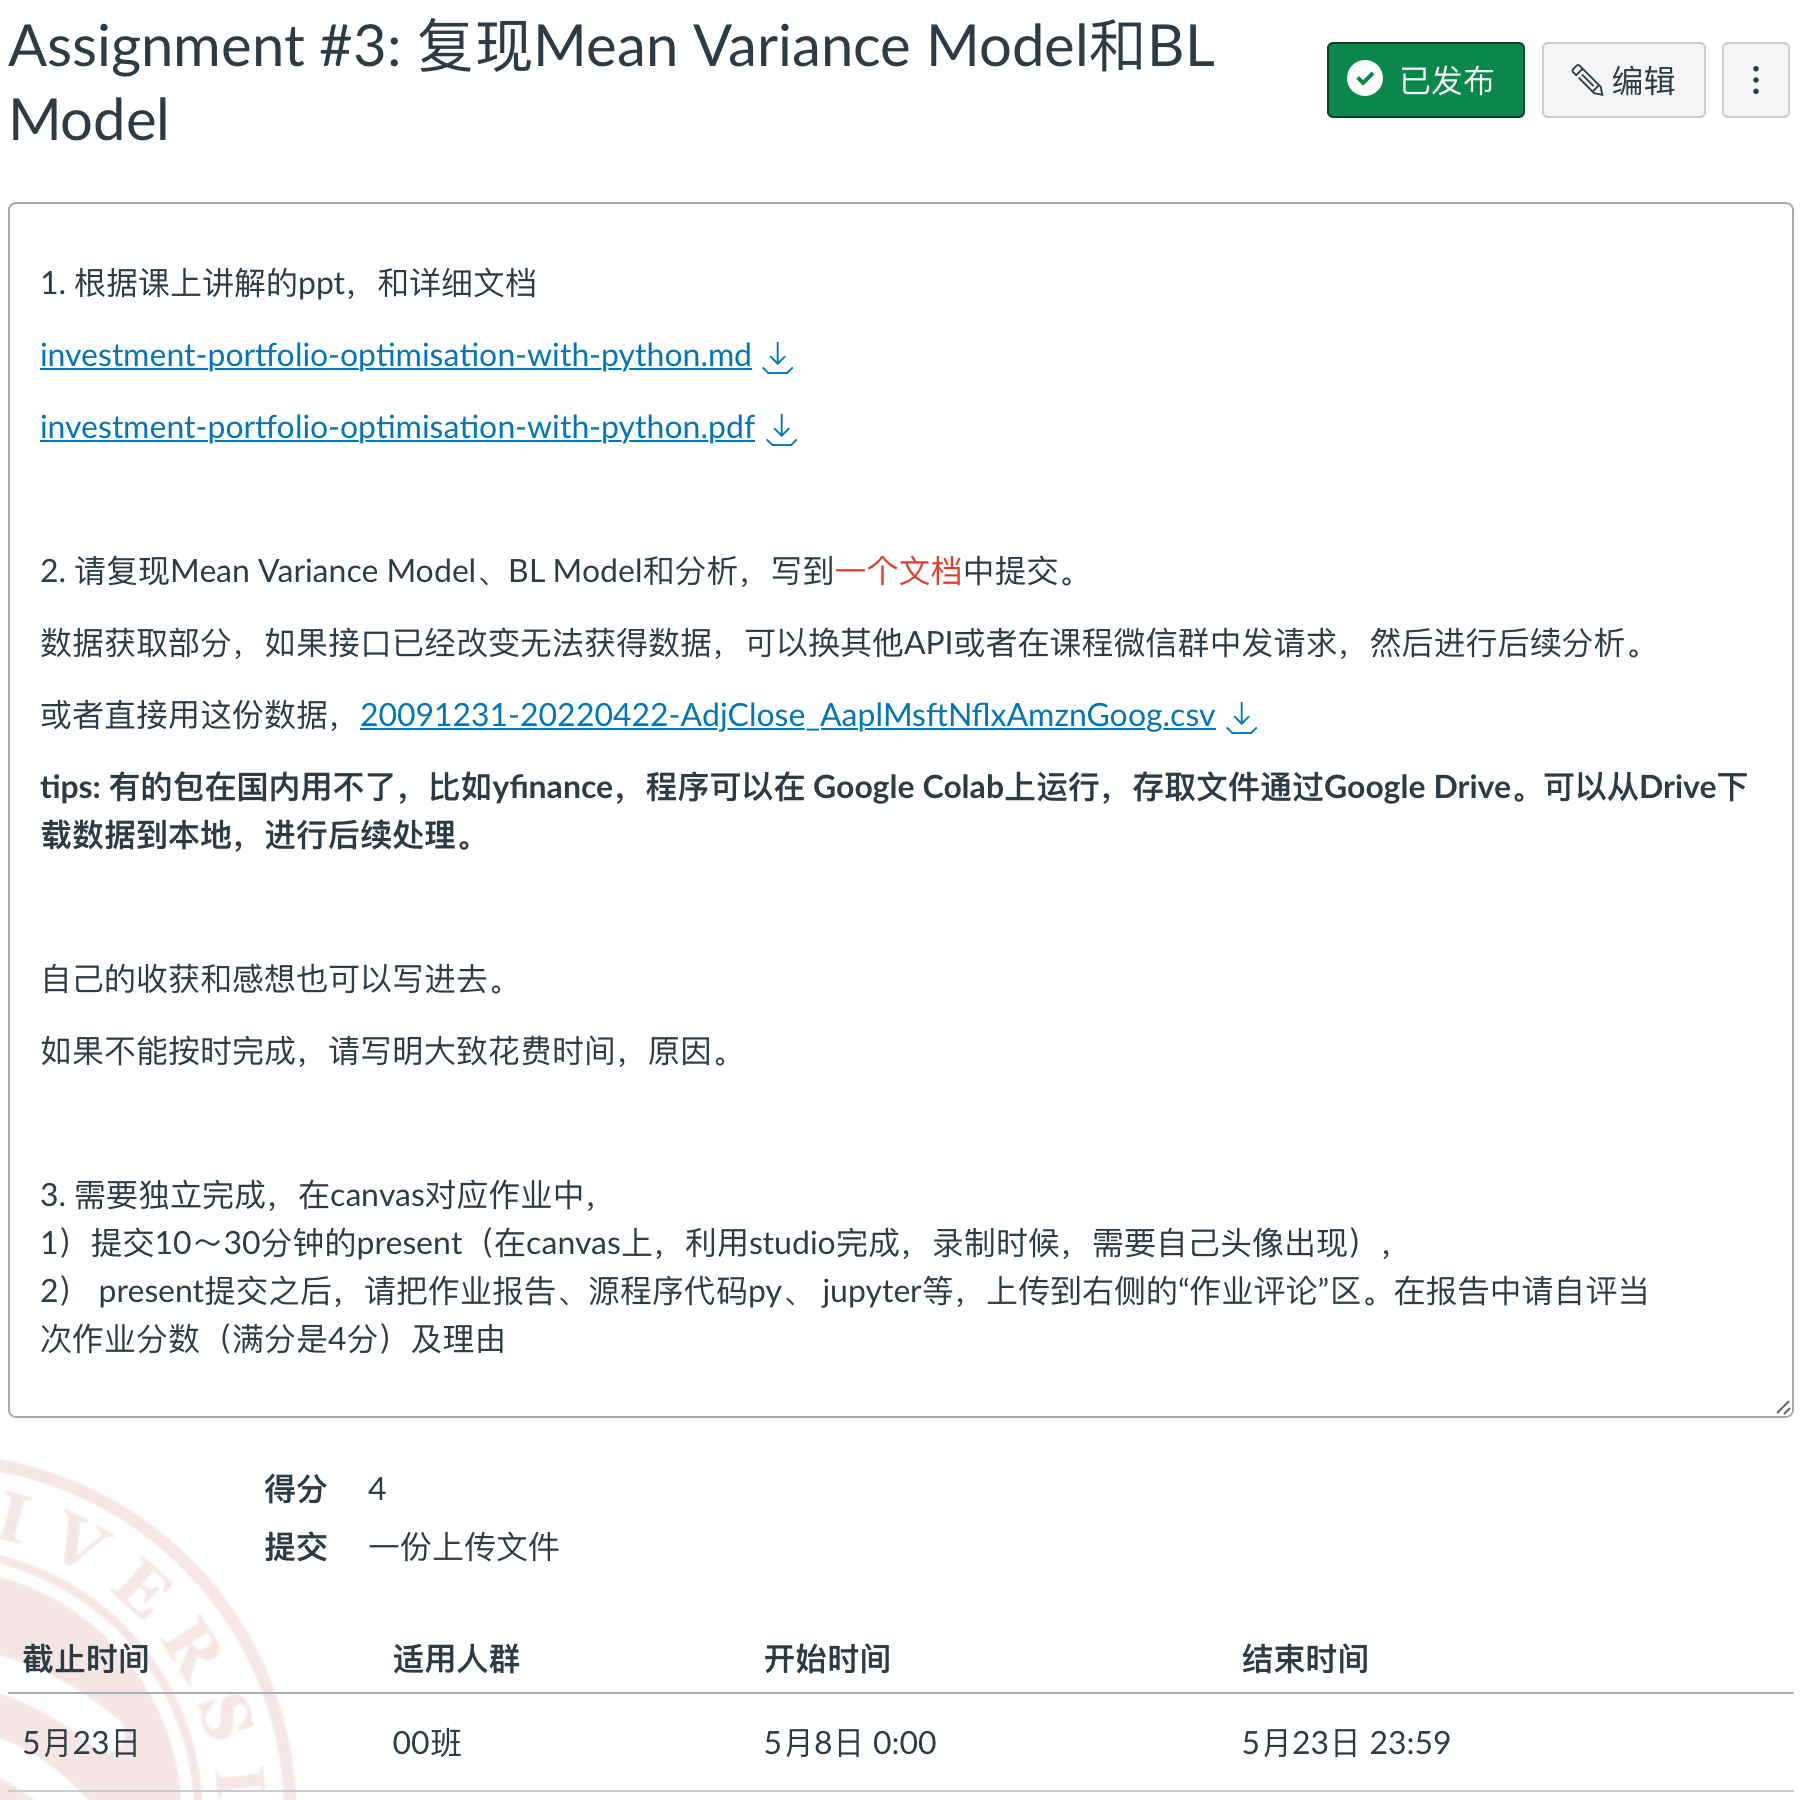 Assignment #3: 复现Mean Variance Model和BL
Model
已发布
编辑
1. 根据课上讲解的ppt，和详细文档
investment-portfolio-optimisation-with-python.md
investment-portfolio-optimisation-with-python.pdf
2. 请复现Mean Variance Model、BL Model和分析，写到一个文档中提交。
数据获取部分，如果接口已经改变无法获得数据，可以换其他API或者在课程微信群中发请求，然后进行后续分析。
或者直接用这份数据，20091231-20220422-AdjClose_AaplMsftNflxAmznGoog.csv
tips: 有的包在国内用不了，比如yfinance，程序可以在 Google Colab上运行，存取文件通过Google Drive。可以从Drive下
载数据到本地，进行后续处理。
自己的收获和感想也可以写进去。
如果不能按时完成，请写明大致花费时间，原因。
3. 需要独立完成，在canvas对应作业中，
1）提交10～30分钟的present（在canvas上，利用studio完成，录制时候，需要自己头像出现），
2） present提交之后，请把作业报告、源程序代码py、 jupyter等，上传到右侧的“作业评论”区。在报告中请自评当
次作业分数（满分是4分）及理由
得分 4
提交 一份上传文件
截止时间 适用人群 开始时间 结束时间
5月23日 00班 5月8日 0:00 5月23日 23:59
IVERSI